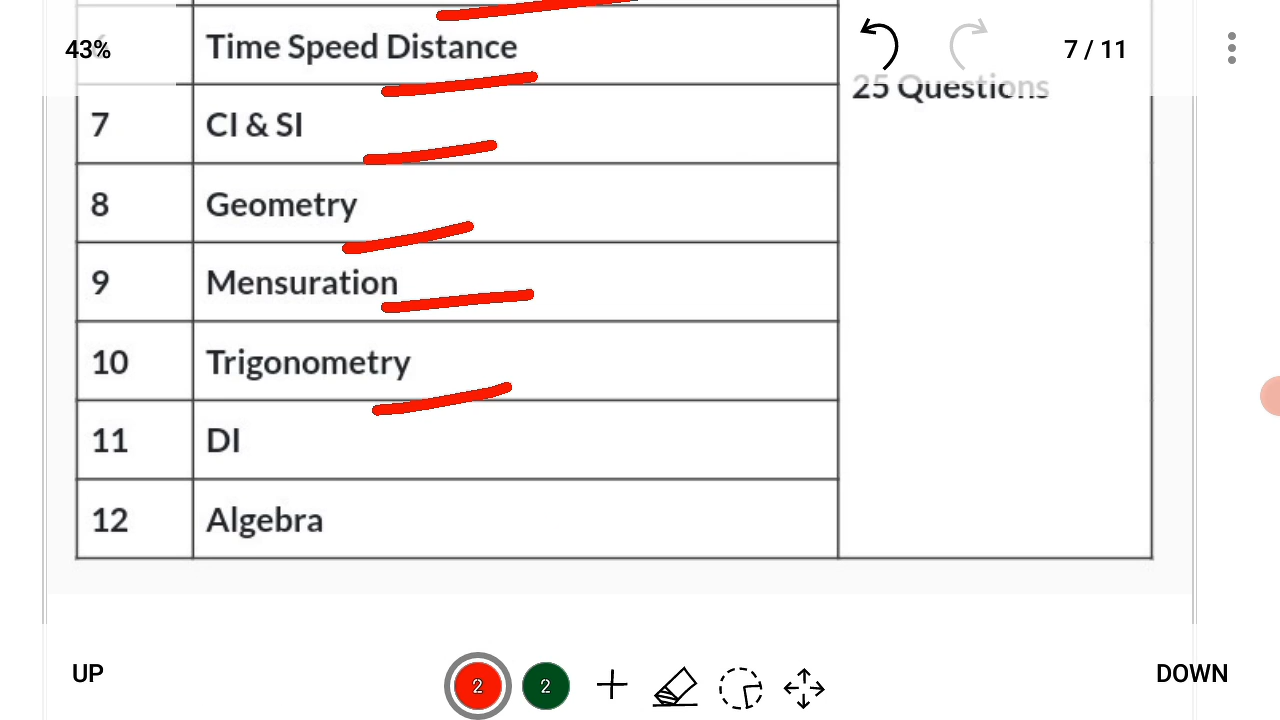 43%
Time Speed Distance
7 / 11
25 Questions
7 CI & SI
8 Geometry
9 Mensuration
10 Trigonometry
11 DI
12 Algebra
UP
2
2
DOWN